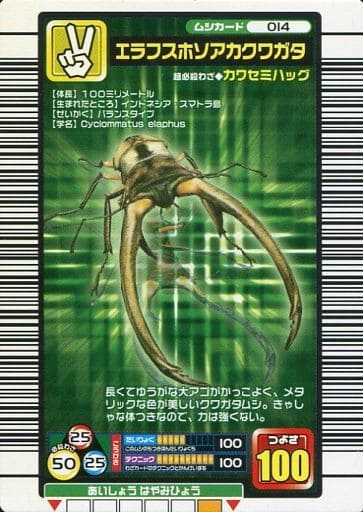 ムシカード 014
エラフスホソアカクワガタ
超必殺わざ◆カワセミハッグ
【体長】100ミリメートル
【生まれたところ】インドネシア スマトラ島
【せいかく】バランスタイプ
【学名】Cyclommatus elaphus
長くてゆうがな大アゴがかっこよく、メタ
リックな色が美しいクワガタムシ。きゃし
ゃな体つきなので、力は強くない。
必殺わざ
25
50
25
たいりょく
100
テクニック
100
つよさ
100
あいしょう はやみひょう